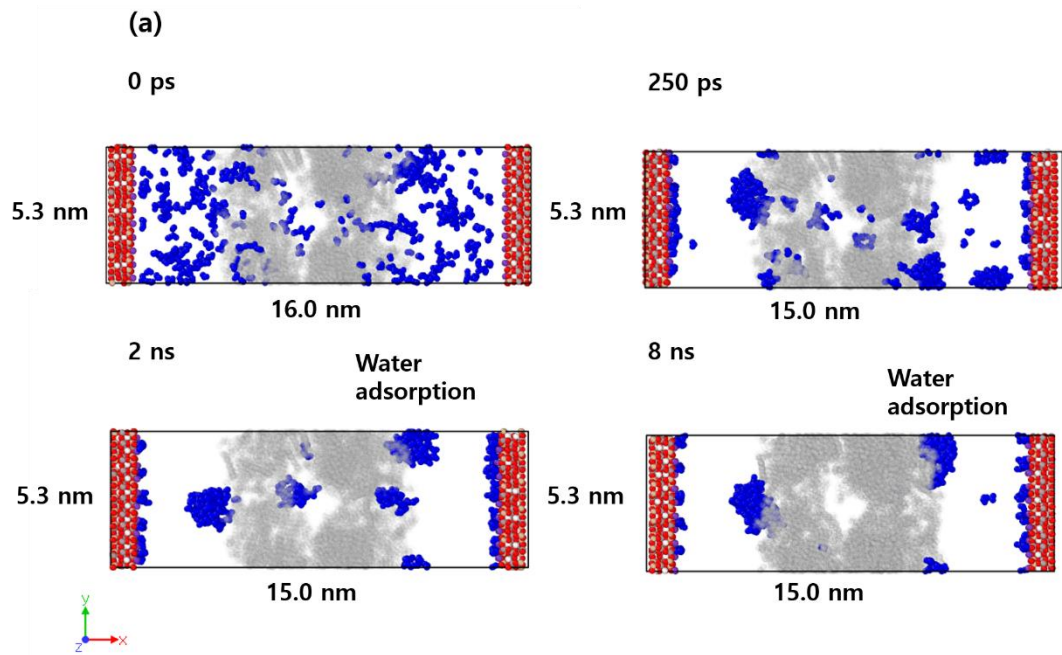 (a)
0 ps
250 ps
5.3 nm
5.3 nm
16.0 nm
15.0 nm
2 ns
Water
adsorption
8 ns
Water
adsorption
5.3 nm
5.3 nm
15.0 nm
15.0 nm
y
z
x